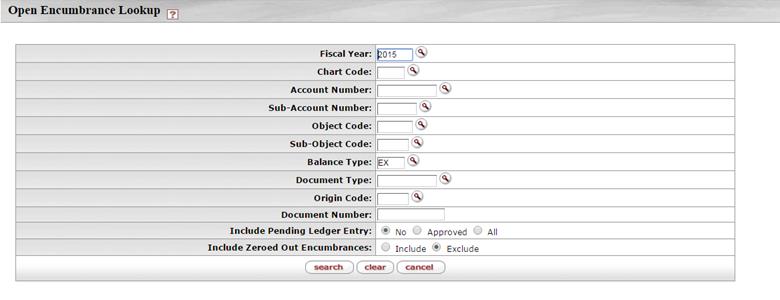 Open Encumbrance Lookup ?
Fiscal Year: 2015
Chart Code:
Account Number:
Sub-Account Number:
Object Code:
Sub-Object Code:
Balance Type: EX
Document Type:
Origin Code:
Document Number:
Include Pending Ledger Entry: No Approved All
Include Zeroed Out Encumbrances: Include Exclude
search clear cancel